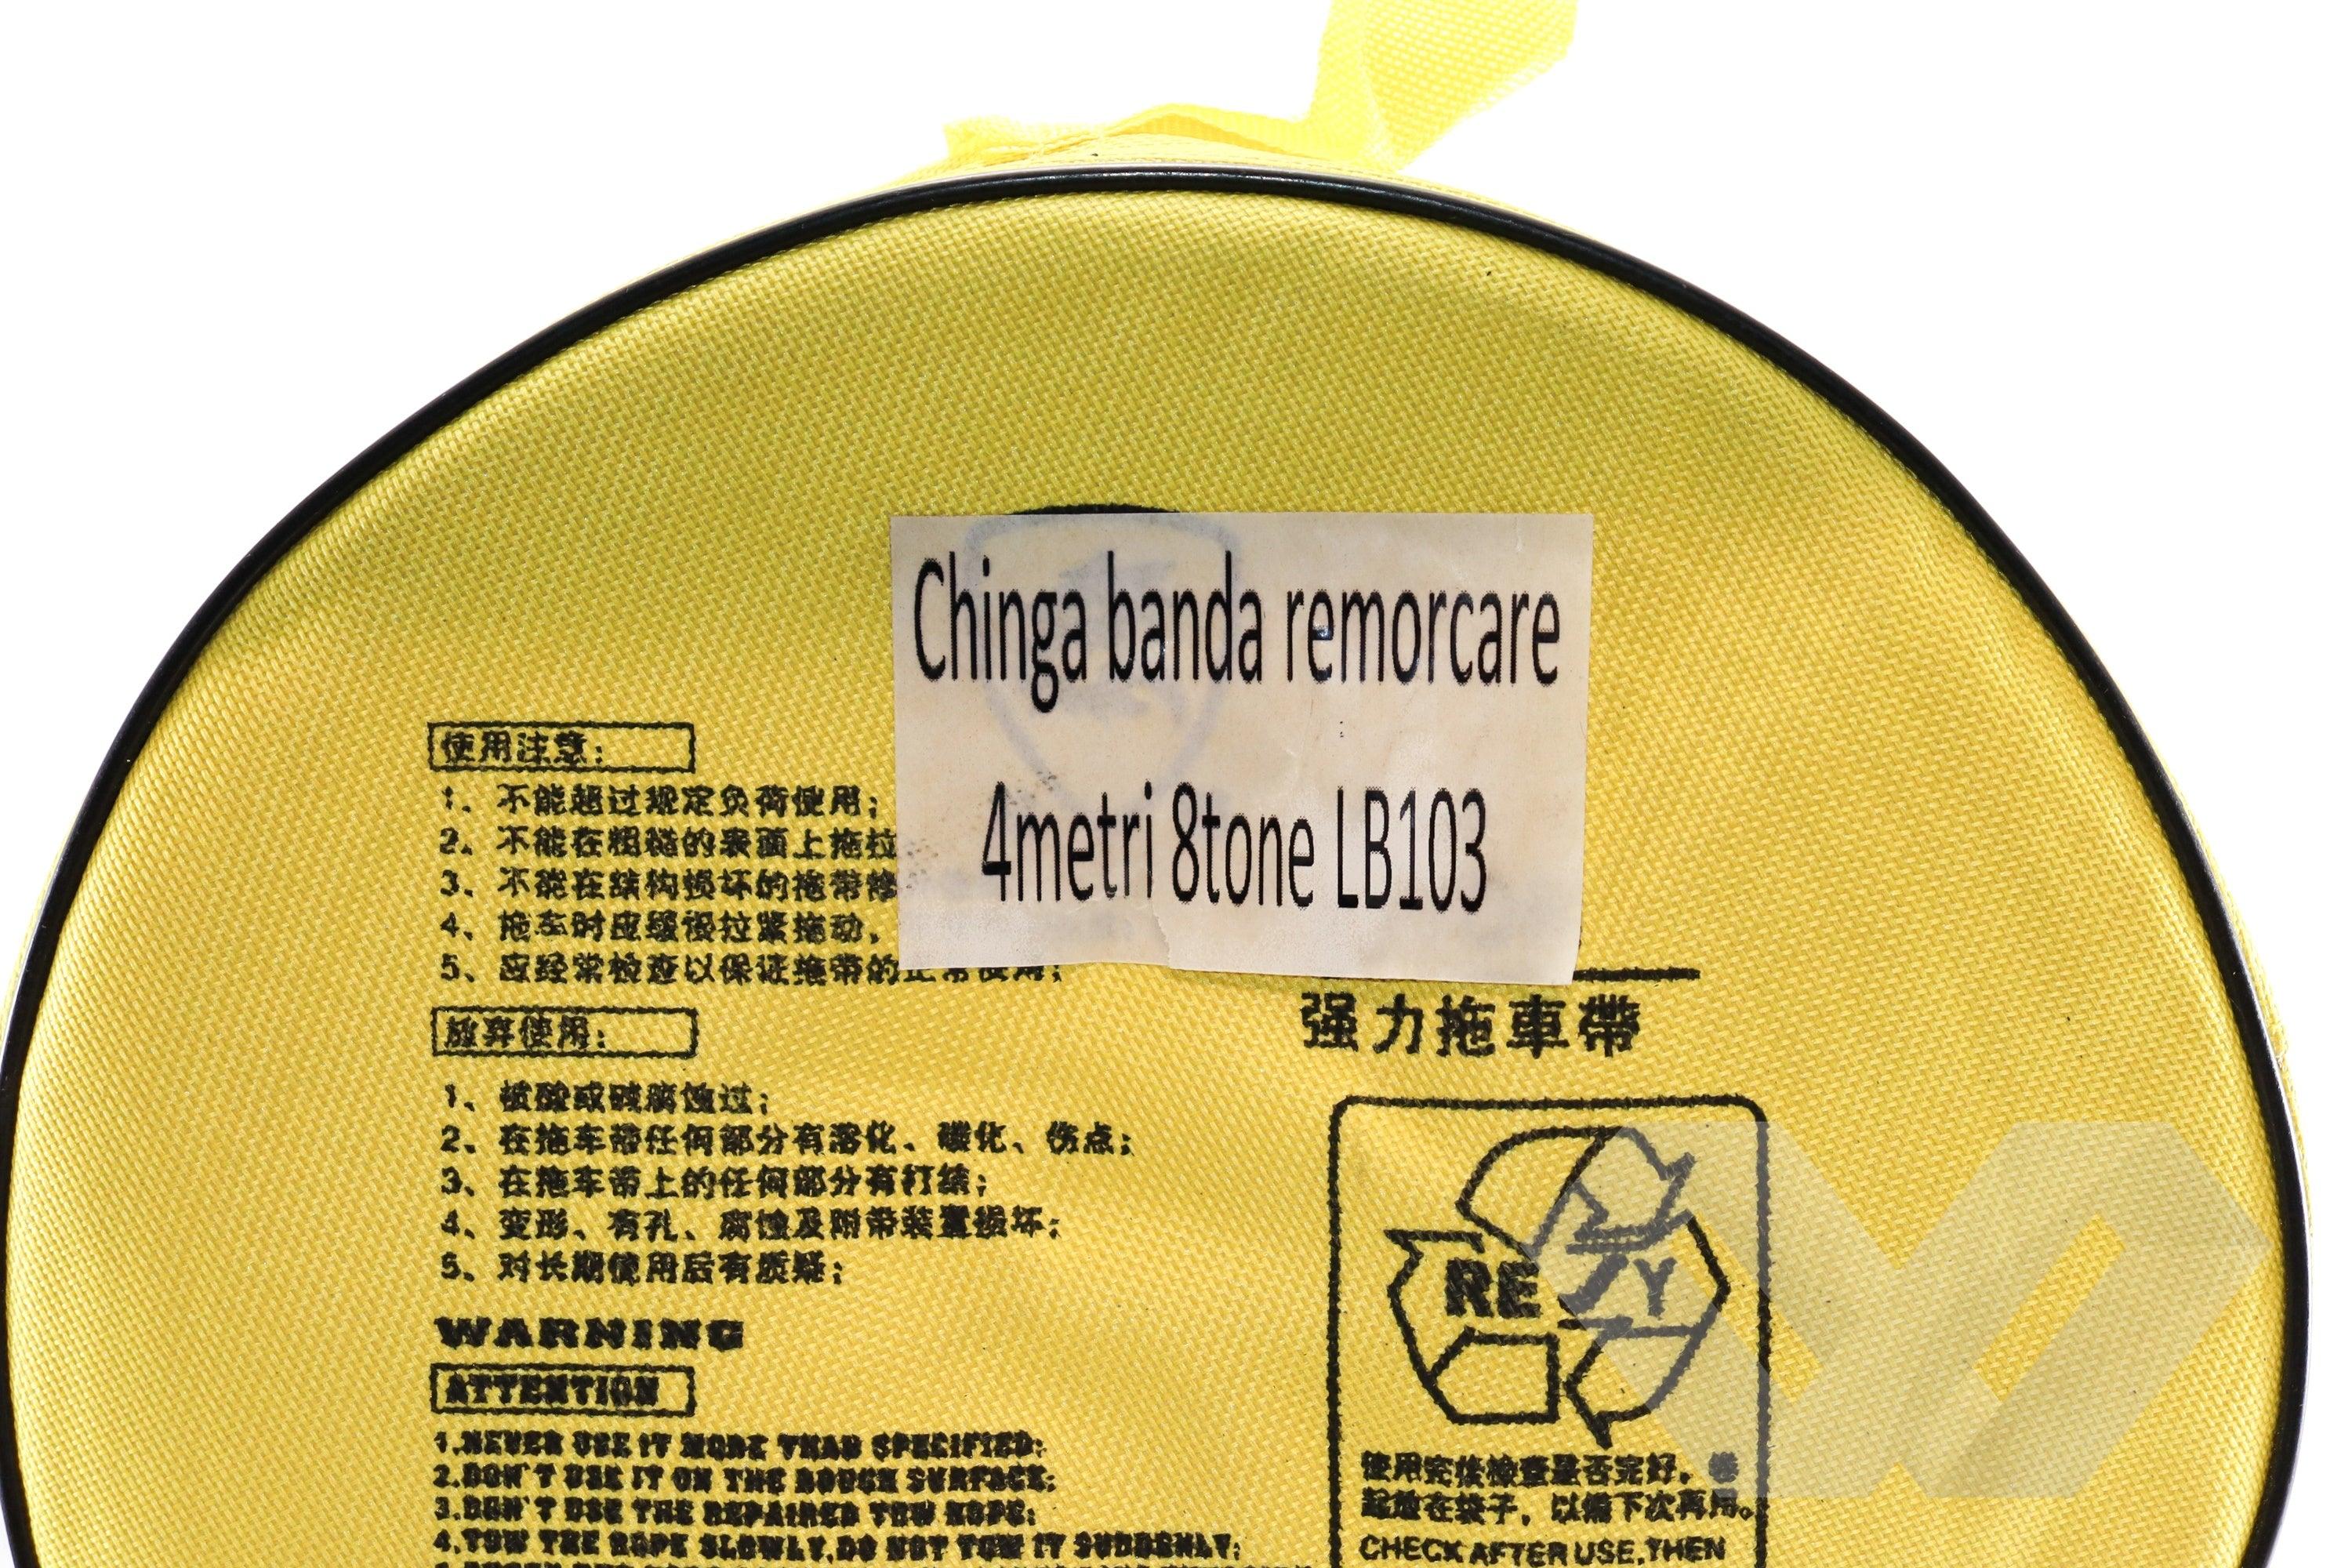 Chinga banda remorcare
4metri 8tone LB103
使用注意:
1、不能超过规定负荷使用;
2、不能在粗糙的表面上拖拉
3、不能在结构损坏的拖带修
4、拖车时应缓慢拉紧拖动,
5、应经常检查以保证拖带的正常使用;
放弃使用:
1、被酸或碱腐蚀过;
2、在拖车带任何部分有溶化、碳化、伤点;
3、在拖车带上的任何部分有打结;
4、变形、有孔、腐蚀及附带装置损坏;
5、对长期使用后有质疑;
WARNING
ATTENTION
1.NEVER USE IT MORE THAN SPECIFIED;
2.DON'T USE IT ON THE ROUGH SURFACE;
3.DON'T USE THE REPAIRED TOW ROPE;
4.TOW THE ROPE SLOWLY,DO NOT TOW IT SUDDENLY;
强力拖車帶
RE
Y
使用完后检查是否完好,卷
起放在袋子,以备下次再用。
CHECK AFTER USE,THEN